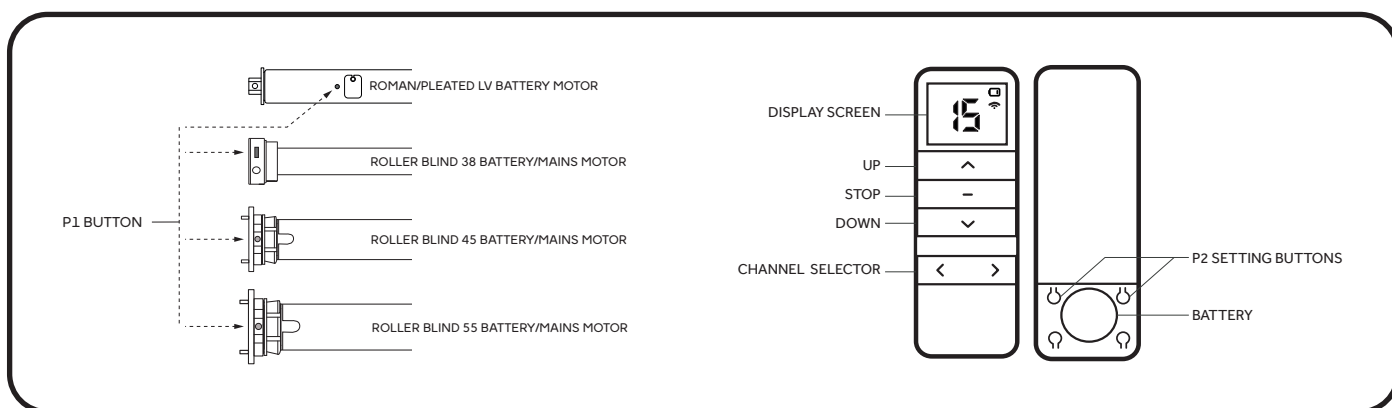 ROMAN/PLEATED LV BATTERY MOTOR
ROLLER BLIND 38 BATTERY/MAINS MOTOR
P1 BUTTON
ROLLER BLIND 45 BATTERY/MAINS MOTOR
ROLLER BLIND 55 BATTERY/MAINS MOTOR
DISPLAY SCREEN
15
UP
STOP
DOWN
CHANNEL SELECTOR
P2 SETTING BUTTONS
BATTERY